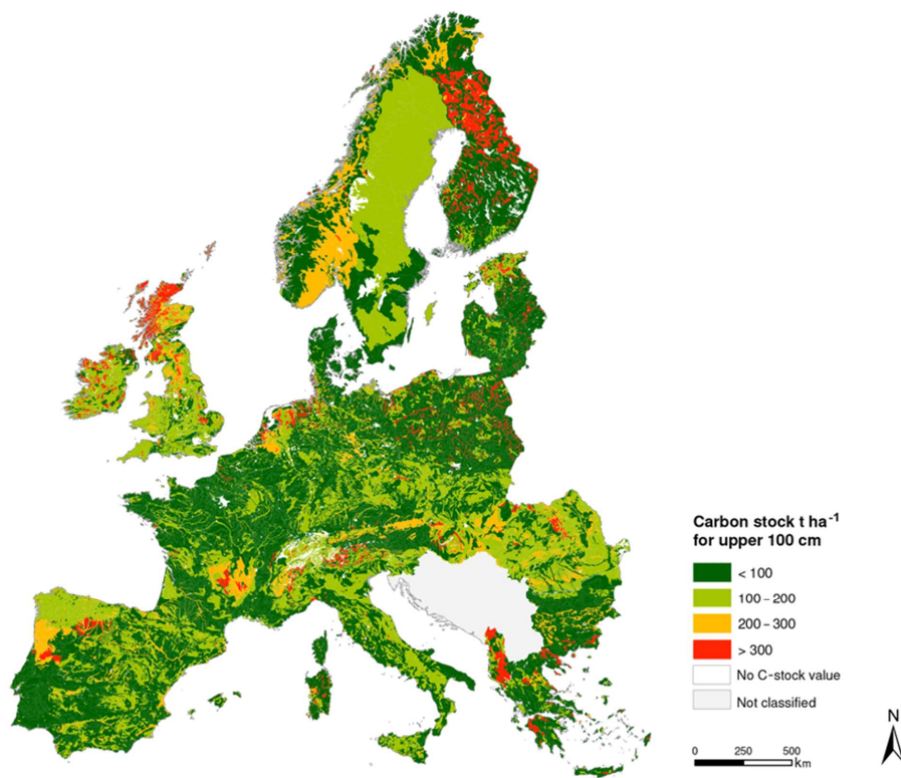 Carbon stock t ha⁻¹
for upper 100 cm
< 100
100 – 200
200 – 300
> 300
No C-stock value
Not classified
0 250 500
Km
N